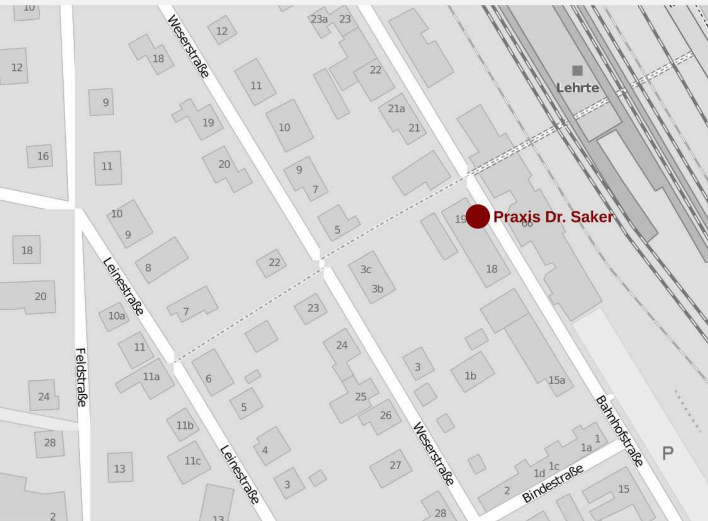 10
23a
23
12
Weserstraße
18
12
22
11
Lehrte
9
21a
19
10
21
16
11
20
9
7
10
9
5
19
Praxis Dr. Saker
66
18
8
22
3c
3b
18
Leinestraße
20
7
23
10a
11
24
3
Feldstraße
11a
6
1b
15a
24
5
25
26
Bahnhofstraße
11b
28
4
Weserstraße
1
1a
P
13
11c
27
1c
1d
Leinestraße
3
Bindestraße
2
15
2
13
28